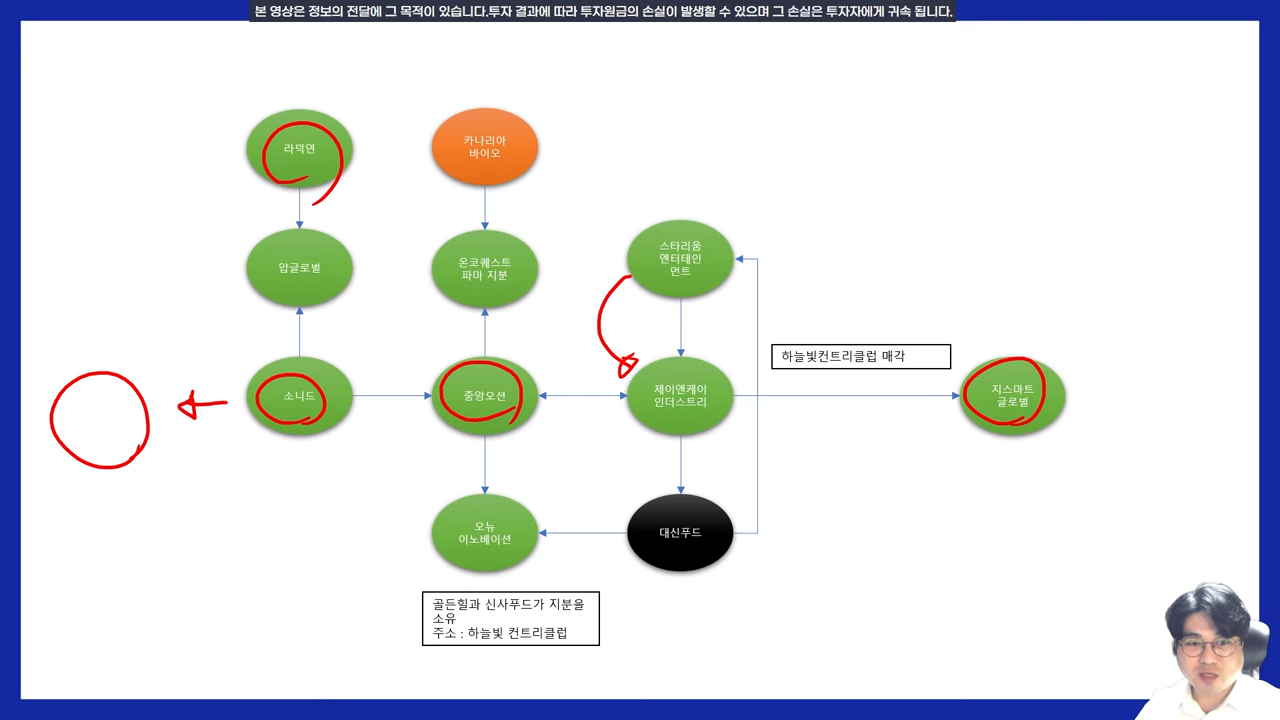 본 영상은 정보의 전달에 그 목적이 있습니다.투자 결과에 따라 투자원금의 손실이 발생할 수 있으며 그 손실은 투자자에게 귀속 됩니다.
라덕연
카나리아
바이오
스타리움
엔터테인
먼트
압글로벌
온코퀘스트
파마 지분
하늘빛컨트리클럽 매각
소니드
중앙오션
제이앤케이
인더스트리
지스마트
글로벌
오뉴
이노베이션
대신푸드
골든힐과 신사푸드가 지분을
소유
주소 : 하늘빛 컨트리클럽